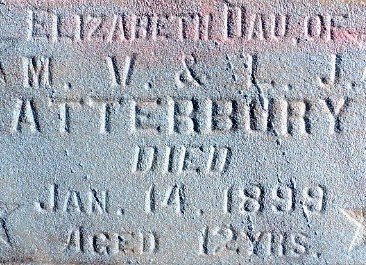 ELIZABETH DAU. OF
M. V. & L. J.
ATTERBURY
DIED
JAN. 14. 1899
AGED 12 YRS.